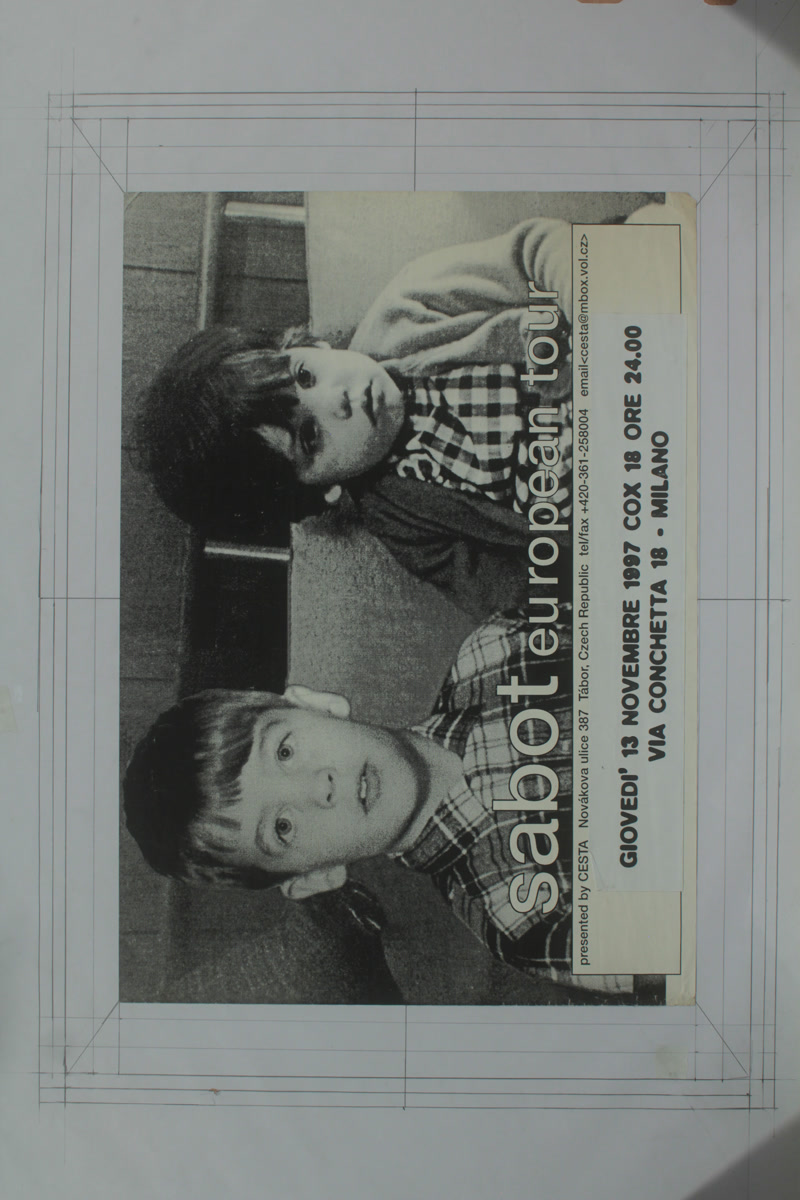 sabot european tour
presented by CESTA Novákova ulice 387 Tábor, Czech Republic tel/fax +420-361-258004 email<cesta@mbox.vol.cz>
GIOVEDI' 13 NOVEMBRE 1997 COX 18 ORE 24.00
VIA CONCHETTA 18 • MILANO